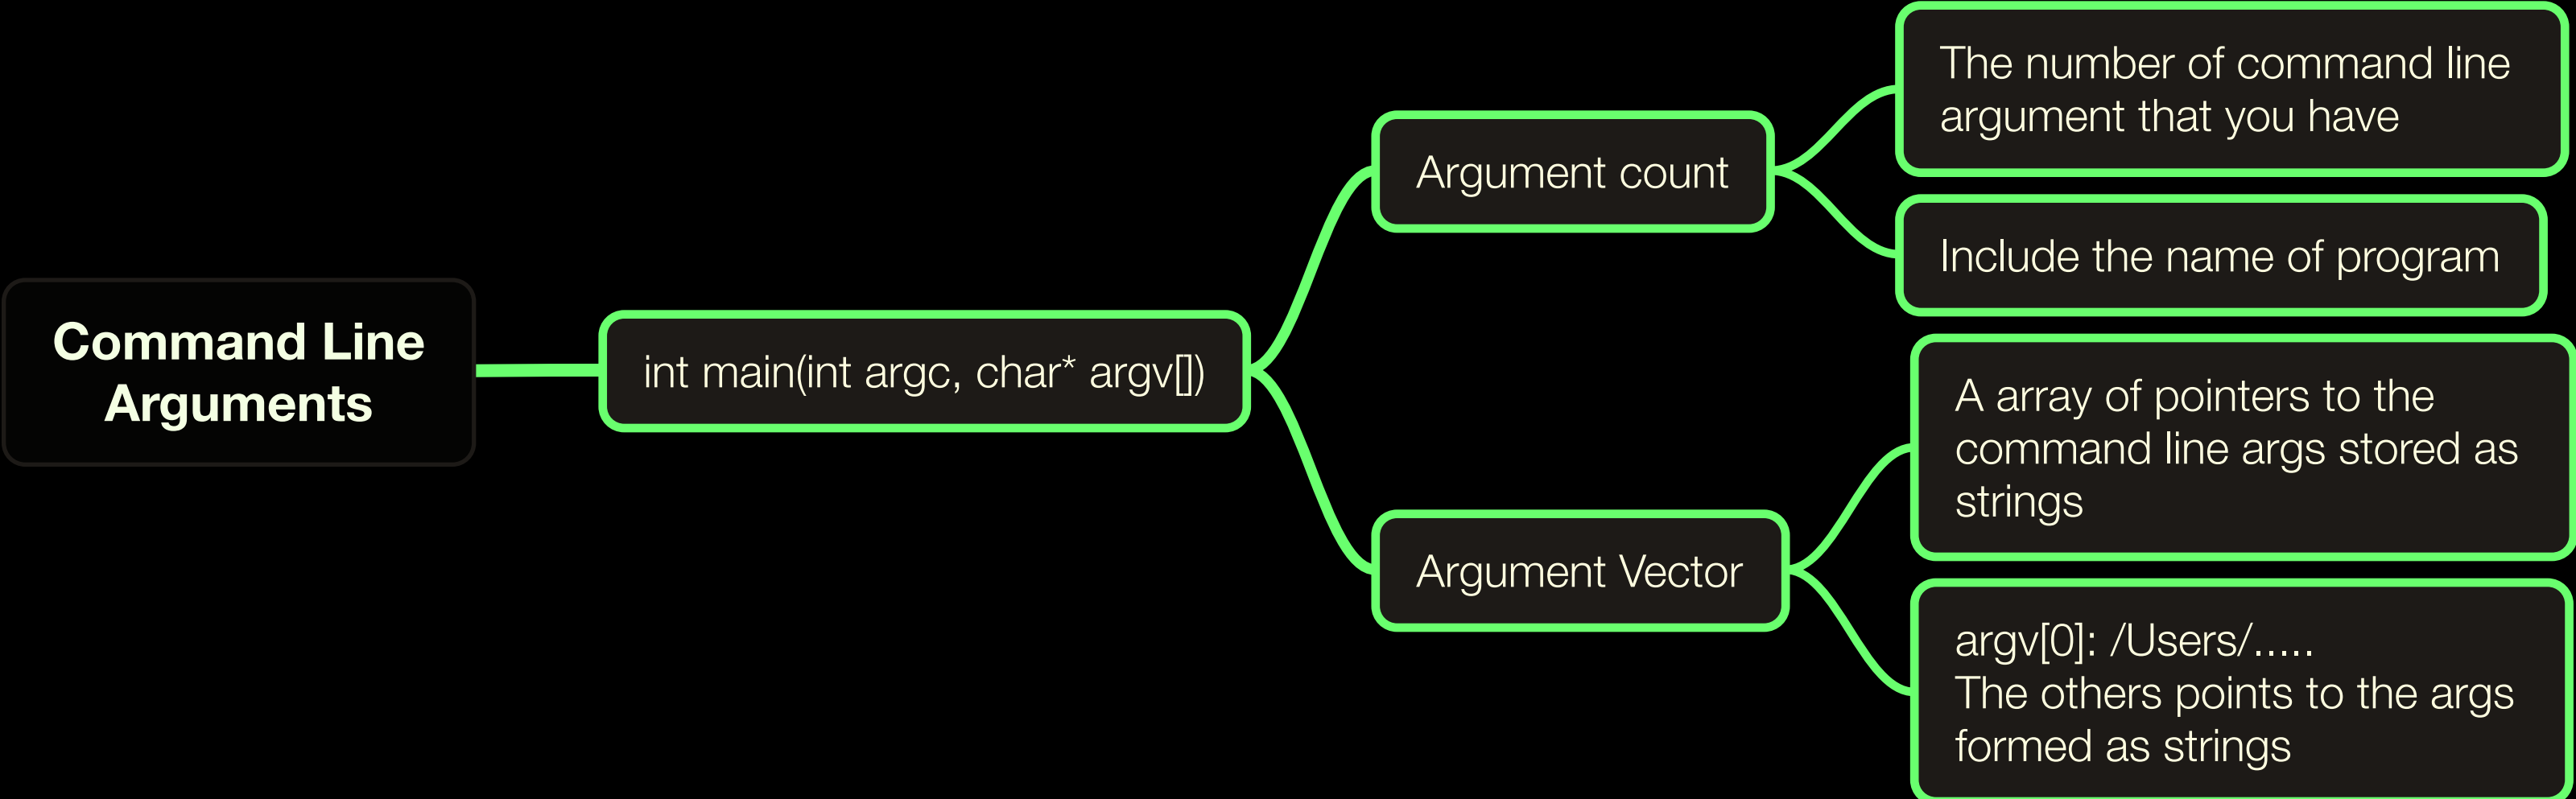 Command Line
Arguments
int main(int argc, char* argv[])
Argument count
The number of command line
argument that you have
Include the name of program
Argument Vector
A array of pointers to the
command line args stored as
strings
argv[0]: /Users/.....
The others points to the args
formed as strings